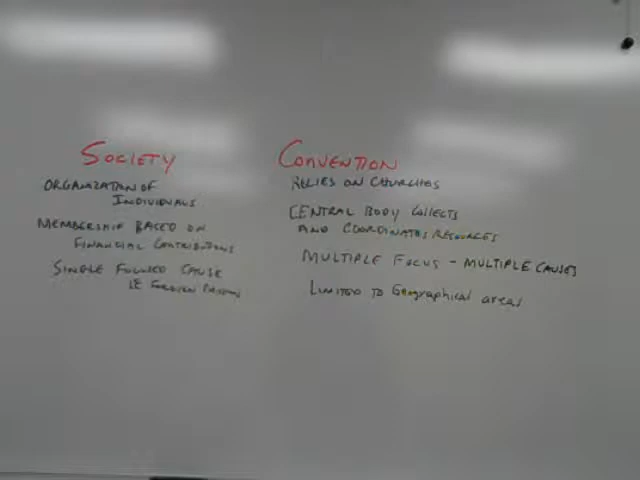 SOCIETY
ORGANIZATION OF
INDIVIDUALS
MEMBERSHIP BASED ON
FINANCIAL CONTRIBUTIONS
SINGLE FOCUSED CAUSE
IE FOREIGN
CONVENTION
RELIES ON CHURCHES
CENTRAL BODY COLLECTS
AND COORDINATES RESOURCES
MULTIPLE FOCUS - MULTIPLE CAUSES
LIMITED TO Geographical areas